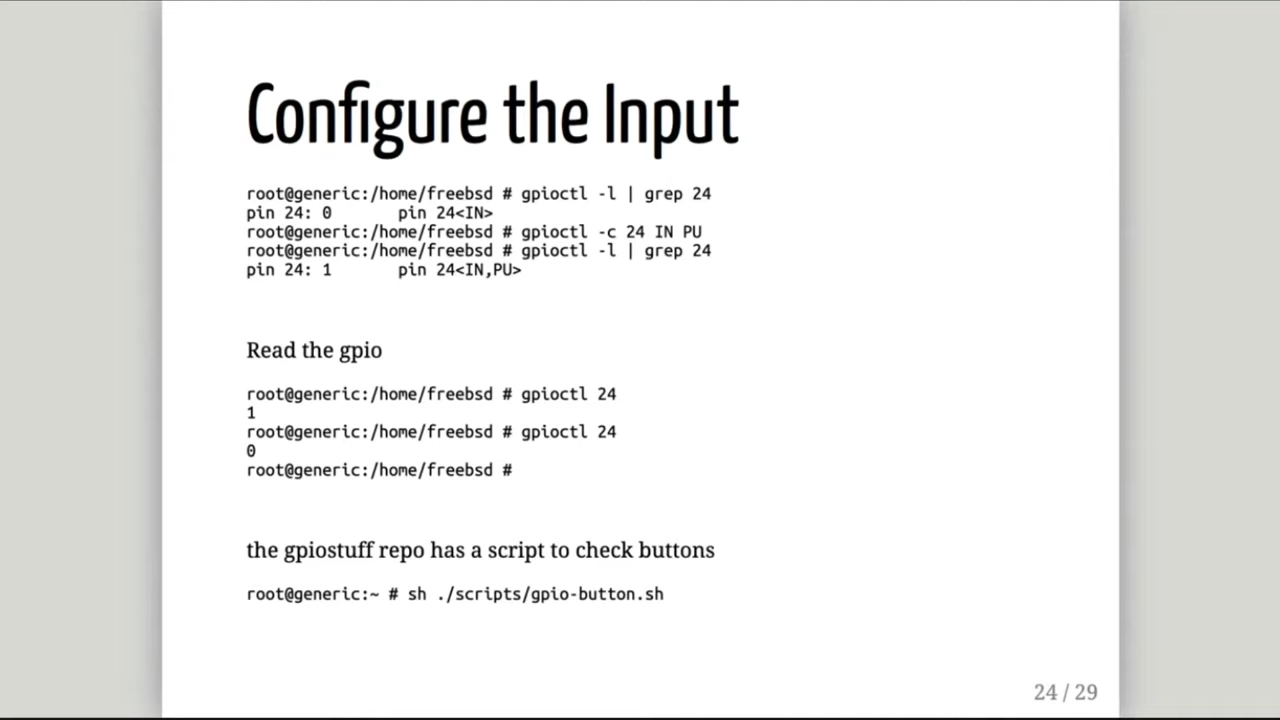 Configure the Input
root@generic:/home/freebsd # gpioctl -l | grep 24
pin 24: 0       pin 24<IN>
root@generic:/home/freebsd # gpioctl -c 24 IN PU
root@generic:/home/freebsd # gpioctl -l | grep 24
pin 24: 1       pin 24<IN,PU>
Read the gpio
root@generic:/home/freebsd # gpioctl 24
1
root@generic:/home/freebsd # gpioctl 24
0
root@generic:/home/freebsd #
the gpiostuff repo has a script to check buttons
root@generic:~ # sh ./scripts/gpio-button.sh
24 / 29